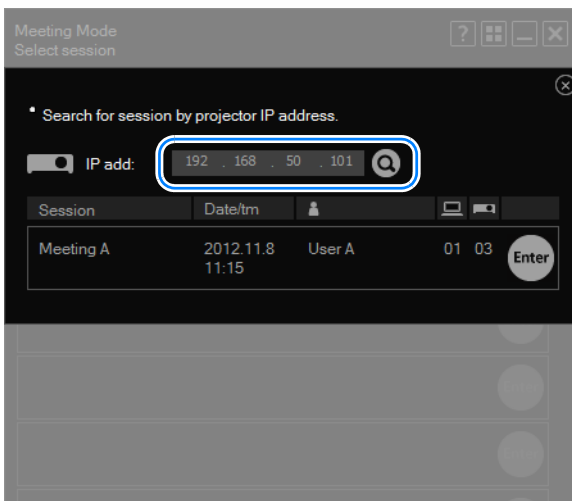 Meeting Mode
Select session
?
Search for session by projector IP address.
IP add: 192 . 168 . 50 . 101
Session Date/tm
Meeting A 2012.11.8 User A 01 03 Enter
11:15